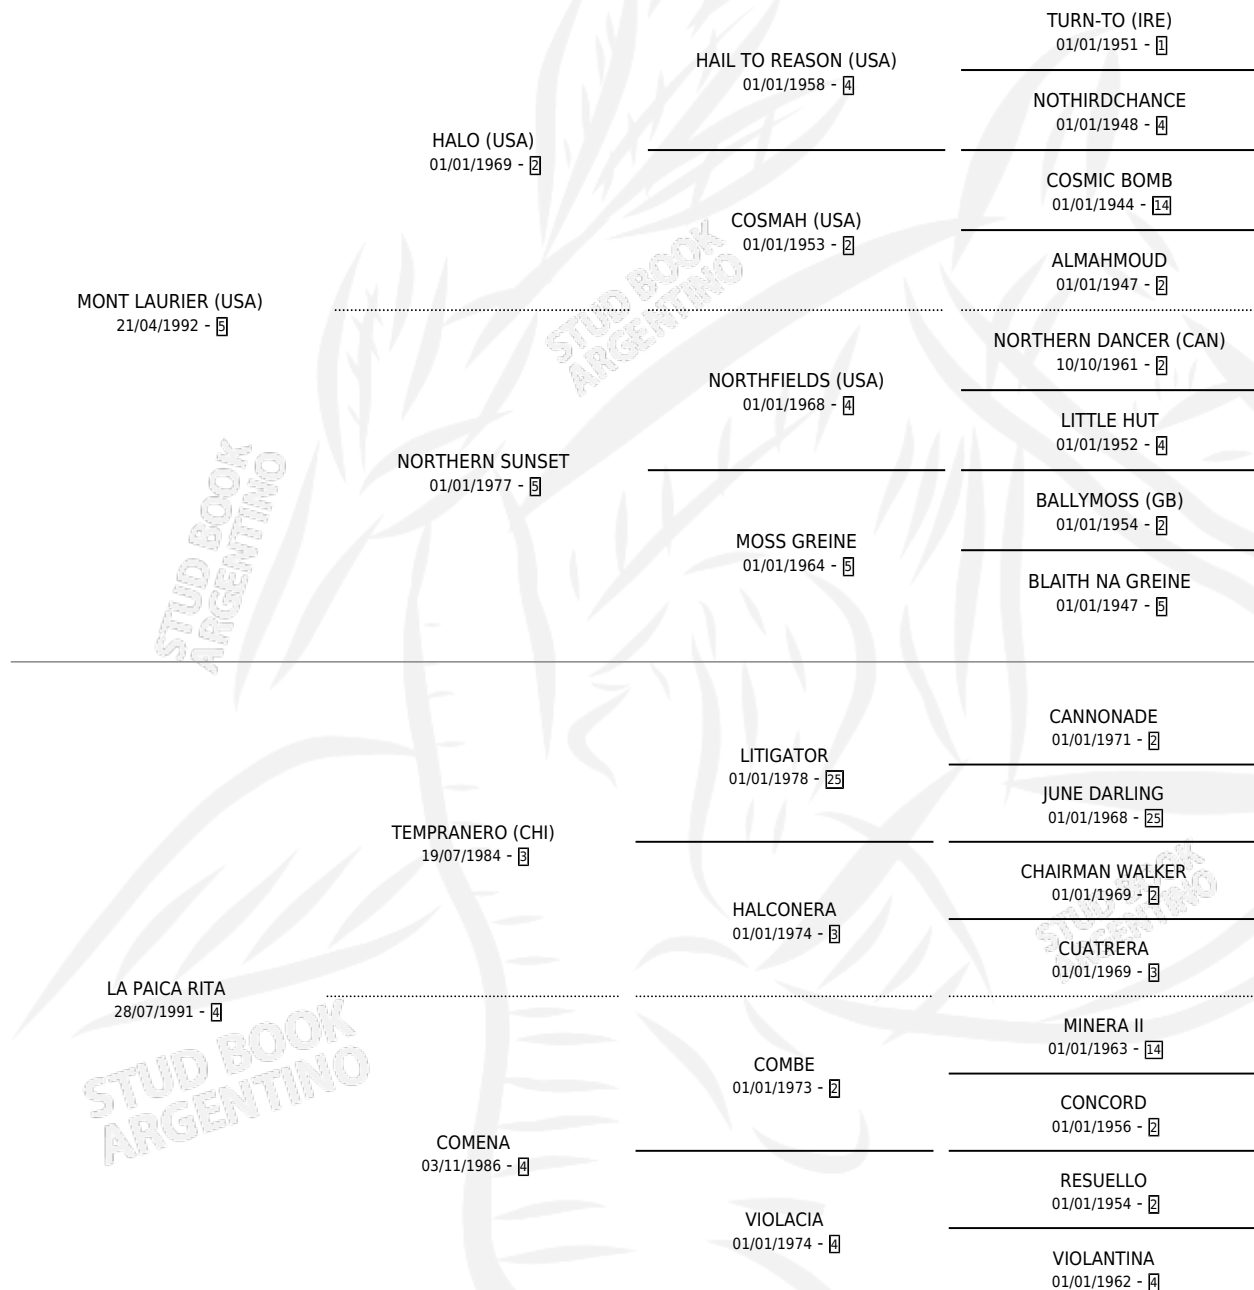 TURN-TO (IRE)
01/01/1951 - 1
HAIL TO REASON (USA)
01/01/1958 - 4
NOTHIRDCHANCE
01/01/1948 - 4
HALO (USA)
01/01/1969 - 2
COSMIC BOMB
01/01/1944 - 14
COSMAH (USA)
01/01/1953 - 2
ALMAHMOUD
01/01/1947 - 2
MONT LAURIER (USA)
21/04/1992 - 5
NORTHERN DANCER (CAN)
10/10/1961 - 2
NORTHFIELDS (USA)
01/01/1968 - 4
LITTLE HUT
01/01/1952 - 4
NORTHERN SUNSET
01/01/1977 - 5
BALLYMOSS (GB)
01/01/1954 - 2
MOSS GREINE
01/01/1964 - 5
BLAITH NA GREINE
01/01/1947 - 5
STUD BOOK
ARGENTINO
STUD BOOK
ARGENTINO
CANNONADE
01/01/1971 - 2
LITIGATOR
01/01/1978 - 25
JUNE DARLING
01/01/1968 - 25
TEMPRANERO (CHI)
19/07/1984 - 3
CHAIRMAN WALKER
01/01/1969 - 2
HALCONERA
01/01/1974 - 3
CUATRERA
01/01/1969 - 3
LA PAICA RITA
28/07/1991 - 4
MINERA II
01/01/1963 - 14
COMBE
01/01/1973 - 2
CONCORD
01/01/1956 - 2
COMENA
03/11/1986 - 4
RESUELLO
01/01/1954 - 2
VIOLACIA
01/01/1974 - 4
VIOLANTINA
01/01/1962 - 4
STUD BOOK
ARGENTINO
STUD BOOK
ARGENTINO